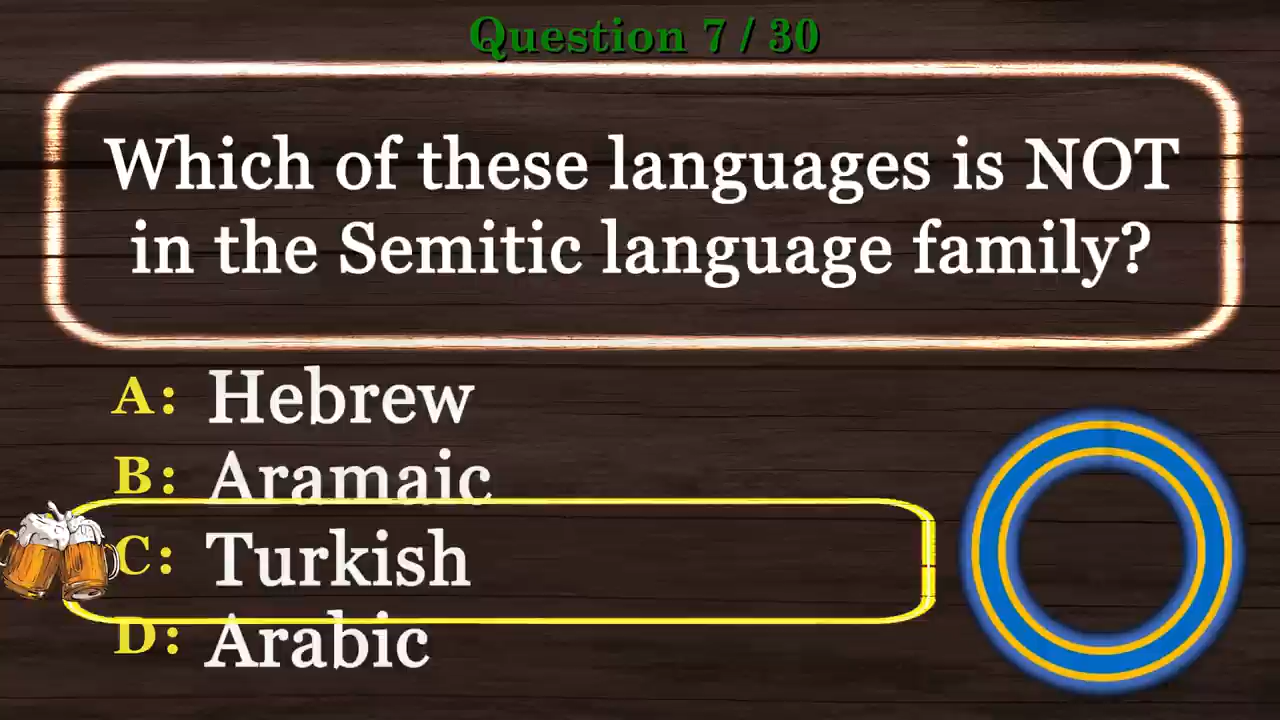 Question 7 / 30
Which of these languages is NOT
in the Semitic language family?
A: Hebrew
B: Aramaic
C: Turkish
D: Arabic